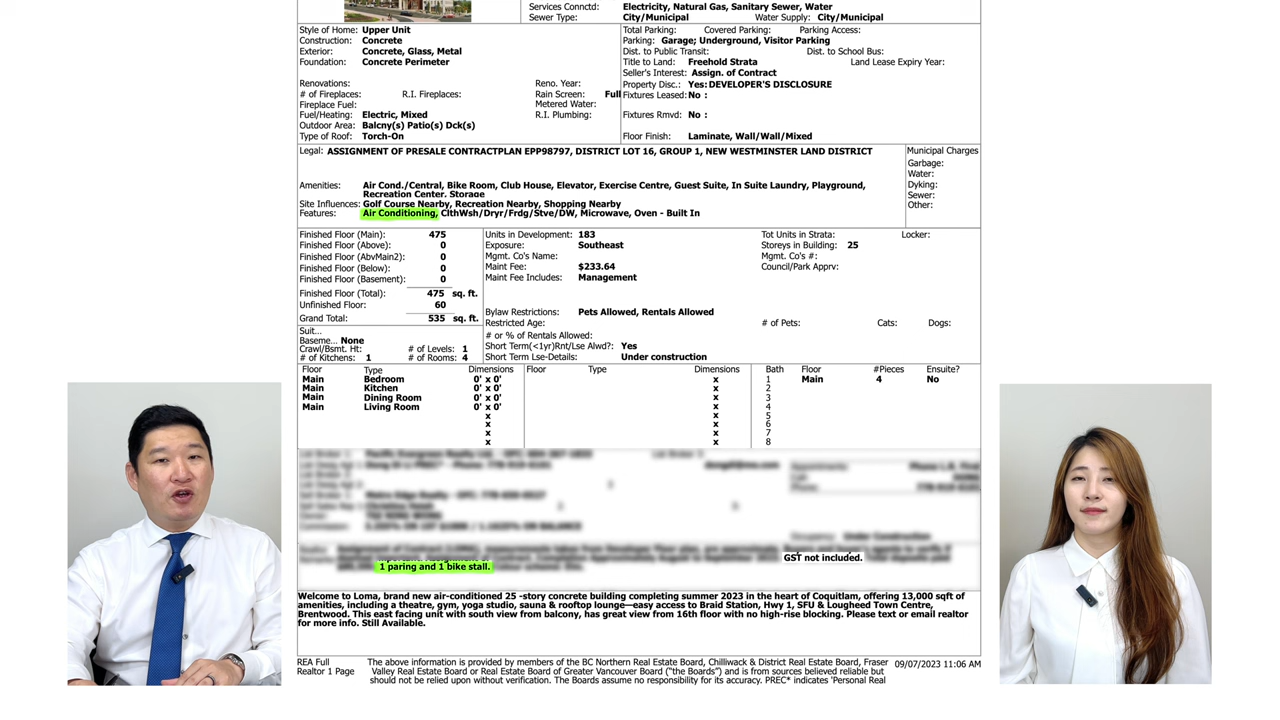 Services Connctd: Electricity, Natural Gas, Sanitary Sewer, Water
Sewer Type: City/Municipal Water Supply: City/Municipal
Style of Home: Upper Unit
Construction: Concrete
Exterior: Concrete, Glass, Metal
Foundation: Concrete Perimeter
Renovations: Reno. Year:
# of Fireplaces: R.I. Fireplaces: Rain Screen: Full
Fireplace Fuel: Metered Water:
Fuel/Heating: Electric, Mixed R.I. Plumbing:
Outdoor Area: Balcny(s) Patio(s) Dck(s)
Type of Roof: Torch-On
Total Parking: Covered Parking: Parking Access:
Parking: Garage; Underground, Visitor Parking
Dist. to Public Transit: Dist. to School Bus:
Title to Land: Freehold Strata Land Lease Expiry Year:
Seller's Interest: Assign. of Contract
Property Disc.: Yes: DEVELOPER'S DISCLOSURE
Fixtures Leased: No :
Fixtures Rmvd: No :
Floor Finish: Laminate, Wall/Wall/Mixed
Legal: ASSIGNMENT OF PRESALE CONTRACTPLAN EPP98797, DISTRICT LOT 16, GROUP 1, NEW WESTMINSTER LAND DISTRICT
Amenities: Air Cond./Central, Bike Room, Club House, Elevator, Exercise Centre, Guest Suite, In Suite Laundry, Playground,
Recreation Center, Storage
Site Influences: Golf Course Nearby, Recreation Nearby, Shopping Nearby
Features: Air Conditioning, ClthWsh/Dryr/Frdg/Stve/DW, Microwave, Oven - Built In
Municipal Charges
Garbage:
Water:
Dyking:
Sewer:
Other:
Finished Floor (Main): 475
Finished Floor (Above): 0
Finished Floor (AbvMain2): 0
Finished Floor (Below): 0
Finished Floor (Basement): 0
Finished Floor (Total): 475 sq. ft.
Unfinished Floor: 60
Grand Total: 535 sq. ft.
Suit...
Baseme... None
Crawl/Bsmt. Ht: # of Levels: 1
# of Kitchens: 1 # of Rooms: 4
Units in Development: 183 Tot Units in Strata: Locker:
Exposure: Southeast Storeys in Building: 25
Mgmt. Co's Name: Mgmt. Co's #:
Maint Fee: $233.64 Council/Park Apprv:
Maint Fee Includes: Management
Bylaw Restrictions: Pets Allowed, Rentals Allowed
Restricted Age: # of Pets: Cats: Dogs:
# or % of Rentals Allowed:
Short Term(<1yr)Rnt/Lse Alwd?: Yes
Short Term Lse-Details: Under construction
Floor Type Dimensions Floor Type Dimensions Bath Floor #Pieces Ensuite?
Main Bedroom 0' x 0' x 1 Main 4 No
Main Kitchen 0' x 0' x 2
Main Dining Room 0' x 0' x 3
Main Living Room 0' x 0' x 4
x x 5
x x 6
x x 7
x x 8
GST not included.
1 paring and 1 bike stall.
Welcome to Loma, brand new air-conditioned 25 -story concrete building completing summer 2023 in the heart of Coquitlam, offering 13,000 sqft of
amenities, including a theatre, gym, yoga studio, sauna & rooftop lounge—easy access to Braid Station, Hwy 1, SFU & Lougheed Town Centre,
Brentwood. This east facing unit with south view from balcony, has great view from 16th floor with no high-rise blocking. Please text or email realtor
for more info. Still Available.
REA Full
Realtor 1 Page
The above information is provided by members of the BC Northern Real Estate Board, Chilliwack & District Real Estate Board, Fraser
Valley Real Estate Board or Real Estate Board of Greater Vancouver Board ("the Boards") and is from sources believed reliable but
should not be relied upon without verification. The Boards assume no responsibility for its accuracy. PREC* indicates 'Personal Real
09/07/2023 11:06 AM